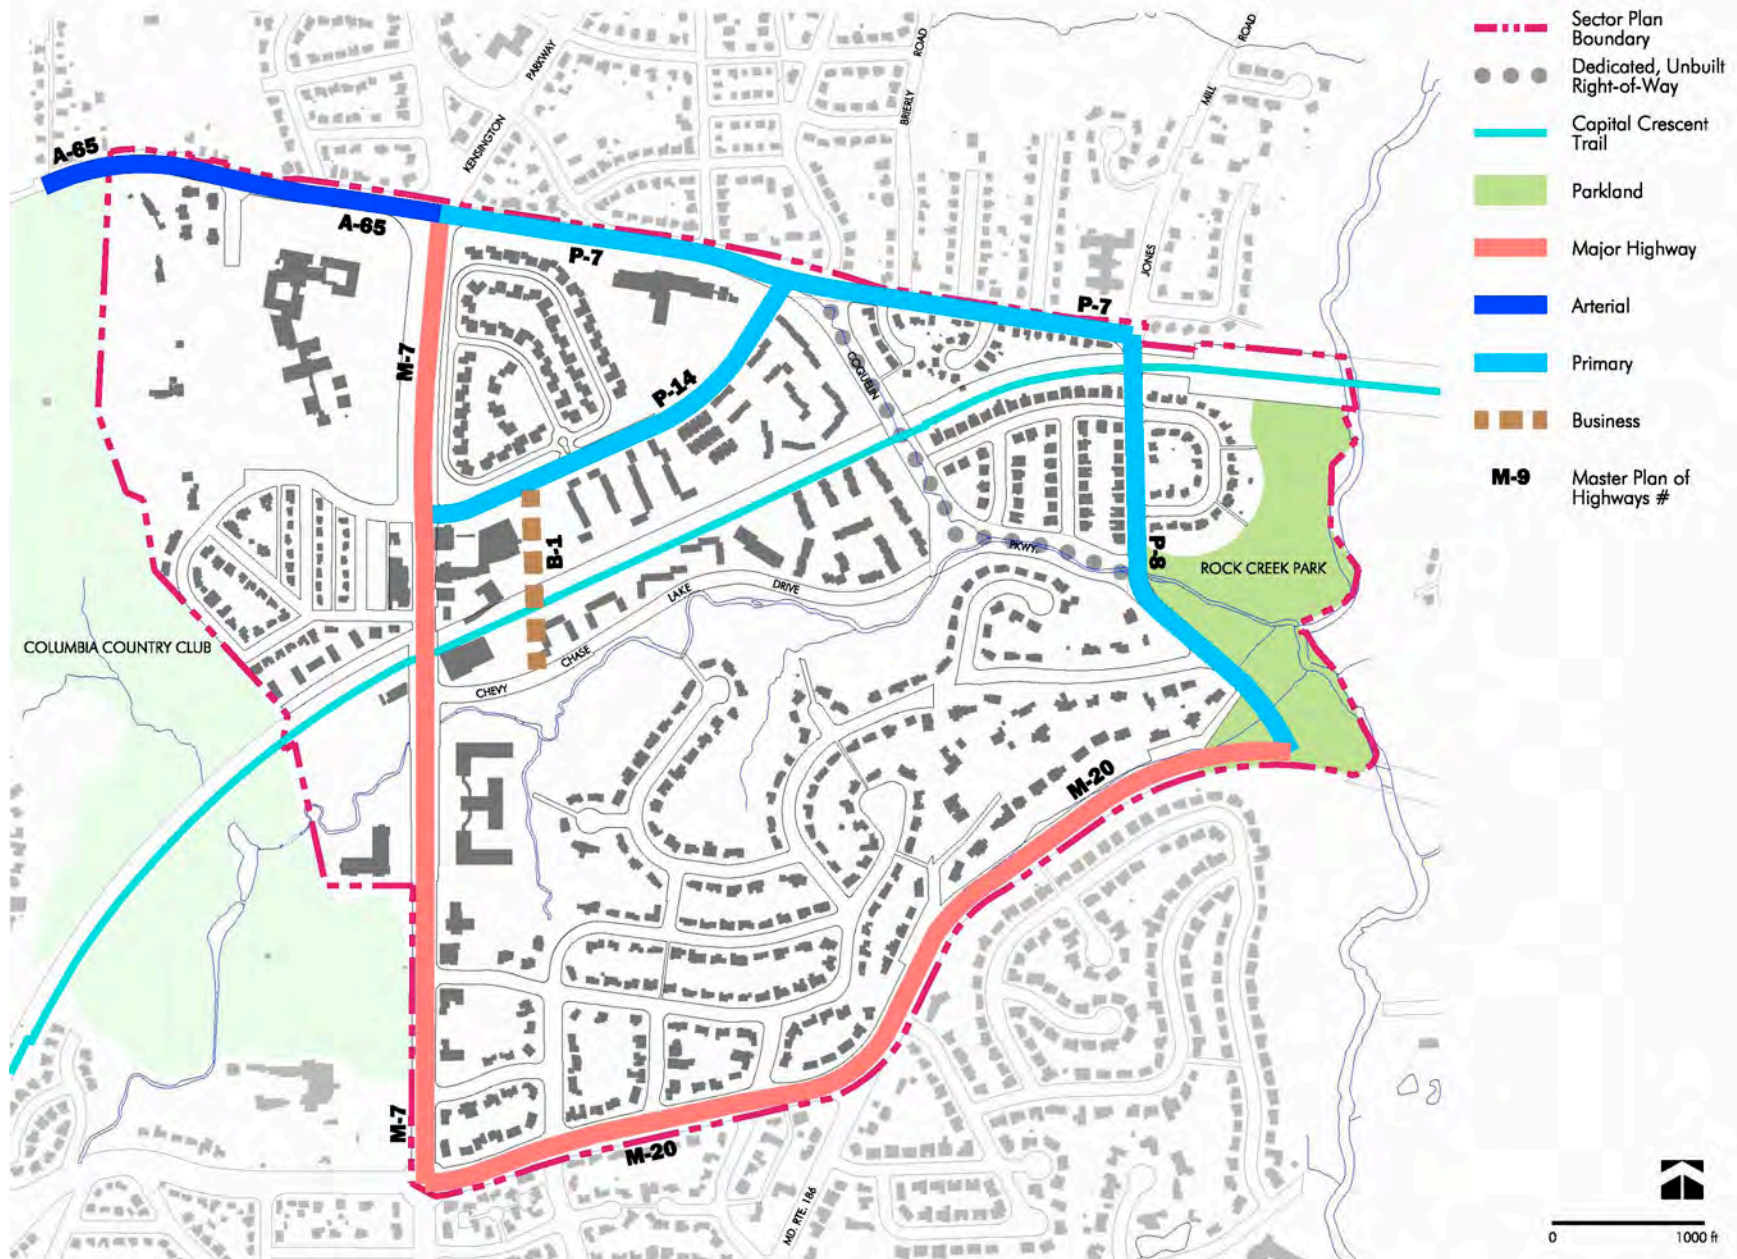 Sector Plan
Boundary
Dedicated, Unbuilt
Right-of-Way
Capital Crescent
Trail
Parkland
Major Highway
Arterial
Primary
Business
M-9
Master Plan of
Highways #
ROAD
ROAD
PARKWAY
KENSINGTON
BRIERLY
MILL
JONES
A-65
A-65
P-7
P-7
M-7
P-14
COQUELIN
B-1
PKWY.
P-8
ROCK CREEK PARK
LAKE
DRIVE
CHASE
CHEVY
COLUMBIA COUNTRY CLUB
M-20
M-7
M-20
MD. RTE. 186
0
1000 ft